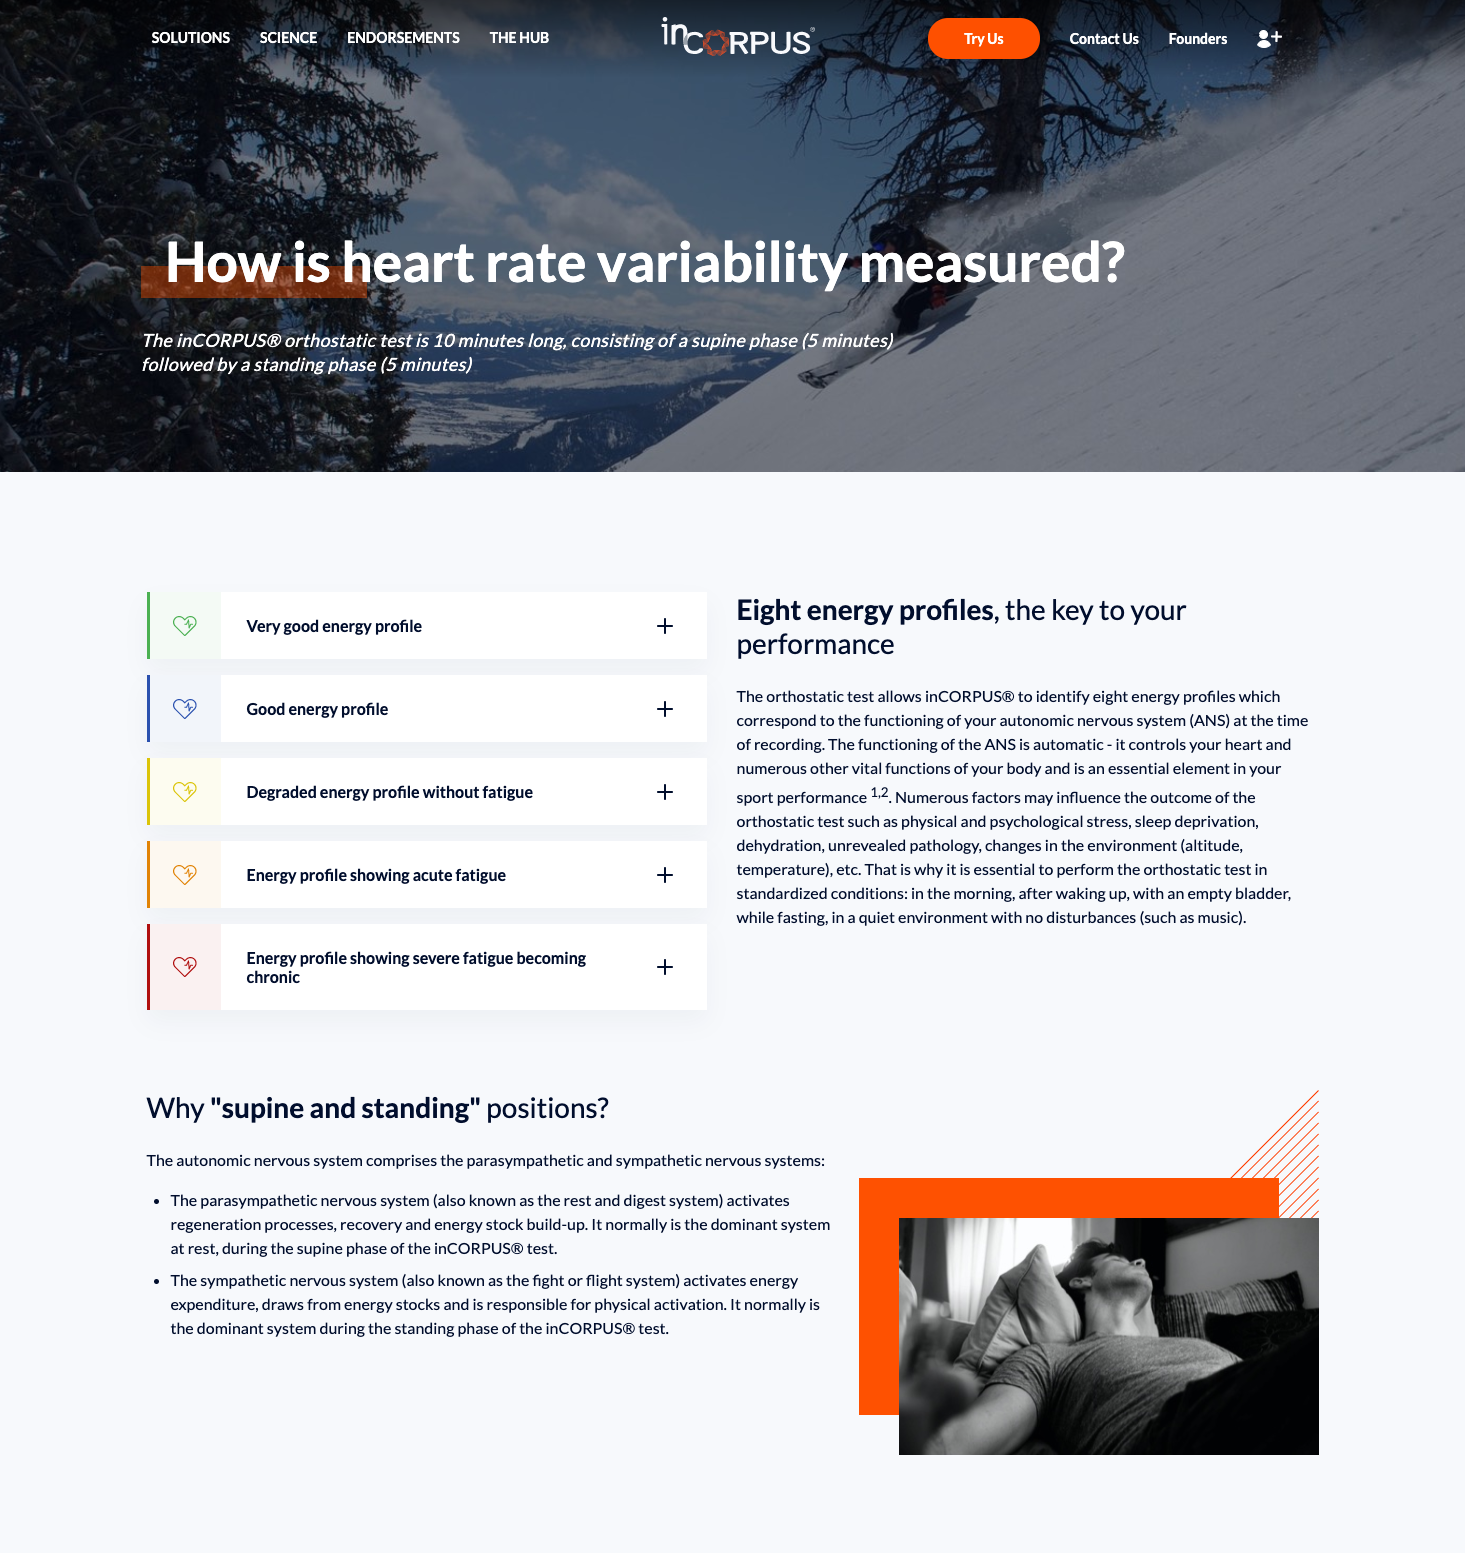 SOLUTIONS SCIENCE ENDORSEMENTS THE HUB inCORPUS® Try Us Contact Us Founders
How is heart rate variability measured?
The inCORPUS® orthostatic test is 10 minutes long, consisting of a supine phase (5 minutes)
followed by a standing phase (5 minutes)
Very good energy profile
Good energy profile
Degraded energy profile without fatigue
Energy profile showing acute fatigue
Energy profile showing severe fatigue becoming
chronic
Eight energy profiles, the key to your
performance
The orthostatic test allows inCORPUS® to identify eight energy profiles which
correspond to the functioning of your autonomic nervous system (ANS) at the time
of recording. The functioning of the ANS is automatic - it controls your heart and
numerous other vital functions of your body and is an essential element in your
sport performance 1,2. Numerous factors may influence the outcome of the
orthostatic test such as physical and psychological stress, sleep deprivation,
dehydration, unrevealed pathology, changes in the environment (altitude,
temperature), etc. That is why it is essential to perform the orthostatic test in
standardized conditions: in the morning, after waking up, with an empty bladder,
while fasting, in a quiet environment with no disturbances (such as music).
Why "supine and standing" positions?
The autonomic nervous system comprises the parasympathetic and sympathetic nervous systems:
• The parasympathetic nervous system (also known as the rest and digest system) activates
regeneration processes, recovery and energy stock build-up. It normally is the dominant system
at rest, during the supine phase of the inCORPUS® test.
• The sympathetic nervous system (also known as the fight or flight system) activates energy
expenditure, draws from energy stocks and is responsible for physical activation. It normally is
the dominant system during the standing phase of the inCORPUS® test.